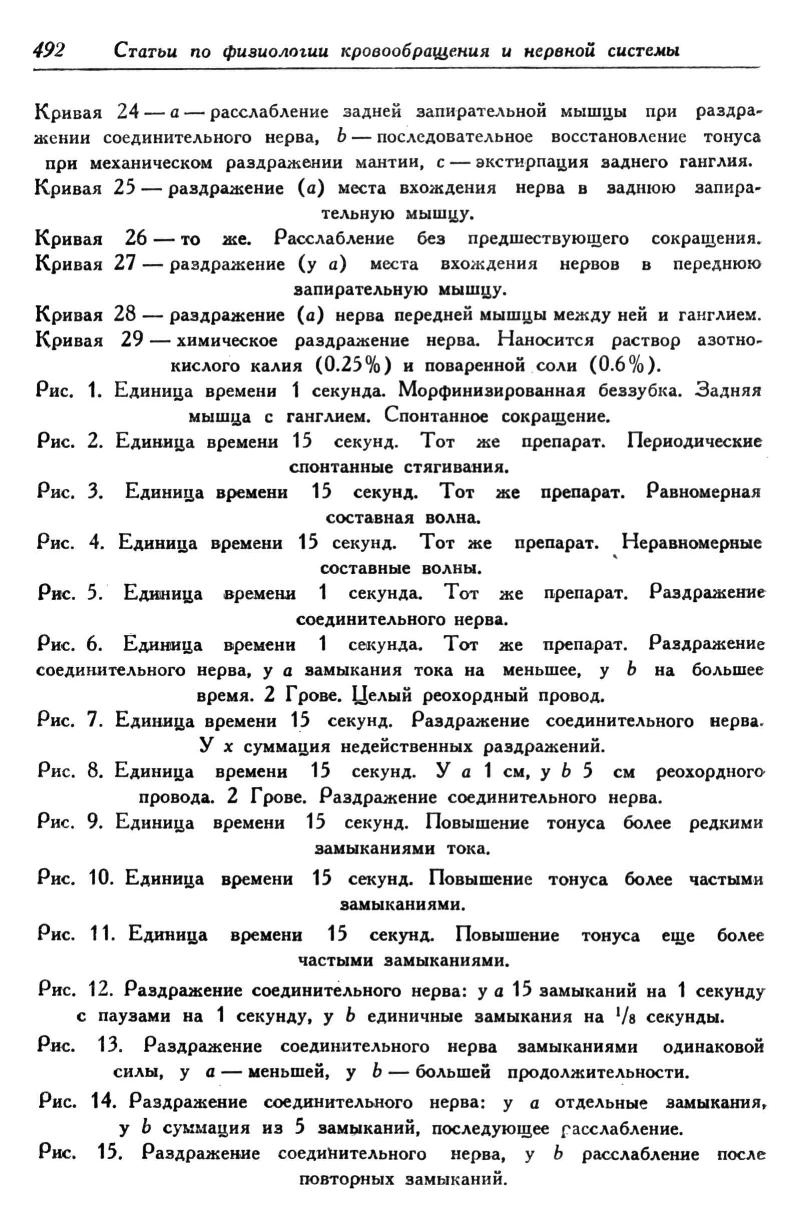 492 Статьи по физиологии кровообращения и нервной системы
Кривая 24 — а — расслабление задней запирательной мышцы при раздра-
жении соединительного нерва, b — последовательное восстановление тонуса
при механическом раздражении мантии, с — экстирпация заднего ганглия.
Кривая 25 — раздражение (а) места вхождения нерва в заднюю запира-
тельную мышцу.
Кривая 26 — то же. Расслабление без предшествующего сокращения.
Кривая 27 — раздражение (у а) места вхождения нервов в переднюю
запирательную мышцу.
Кривая 28 — раздражение (а) нерва передней мышцы между ней и ганглием.
Кривая 29 — химическое раздражение нерва. Наносится раствор азотно-
кислого калия (0.25%) и поваренной соли (0.6%).
Рис. 1. Единица времени 1 секунда. Морфинизированная беззубка. Задняя
мышца с ганглием. Спонтанное сокращение.
Рис. 2. Единица времени 15 секунд. Тот же препарат. Периодические
спонтанные стягивания.
Рис. 3. Единица времени 15 секунд. Тот же препарат. Равномерная
составная волна.
Рис. 4. Единица времени 15 секунд. Тот же препарат. Неравномерные
составные волны.
Рис. 5. Единица времени 1 секунда. Тот же препарат. Раздражение
соединительного нерва.
Рис. 6. Единица времени 1 секунда. Тот же препарат. Раздражение
соединительного нерва, у а замыкания тока на меньшее, у b на большее
время. 2 Грове. Целый реохордный провод.
Рис. 7. Единица времени 15 секунд. Раздражение соединительного нерва.
У х суммация недейственных раздражений.
Рис. 8. Единица времени 15 секунд. У а 1 см, у b 5 см реохордного
провода. 2 Грове. Раздражение соединительного нерва.
Рис. 9. Единица времени 15 секунд. Повышение тонуса более редкими
замыканиями тока.
Рис. 10. Единица времени 15 секунд. Повышение тонуса более частыми
замыканиями.
Рис. 11. Единица времени 15 секунд. Повышение тонуса еще более
частыми замыканиями.
Рис. 12. Раздражение соединительного нерва: у а 15 замыканий на 1 секунду
с паузами на 1 секунду, у b единичные замыкания на 1/8 секунды.
Рис. 13. Раздражение соединительного нерва замыканиями одинаковой
силы, у а — меньшей, у b — большей продолжительности.
Рис. 14. Раздражение соединительного нерва: у а отдельные замыкания,
у b суммация из 5 замыканий, последующее расслабление.
Рис. 15. Раздражение соединительного нерва, у b расслабление после
повторных замыканий.